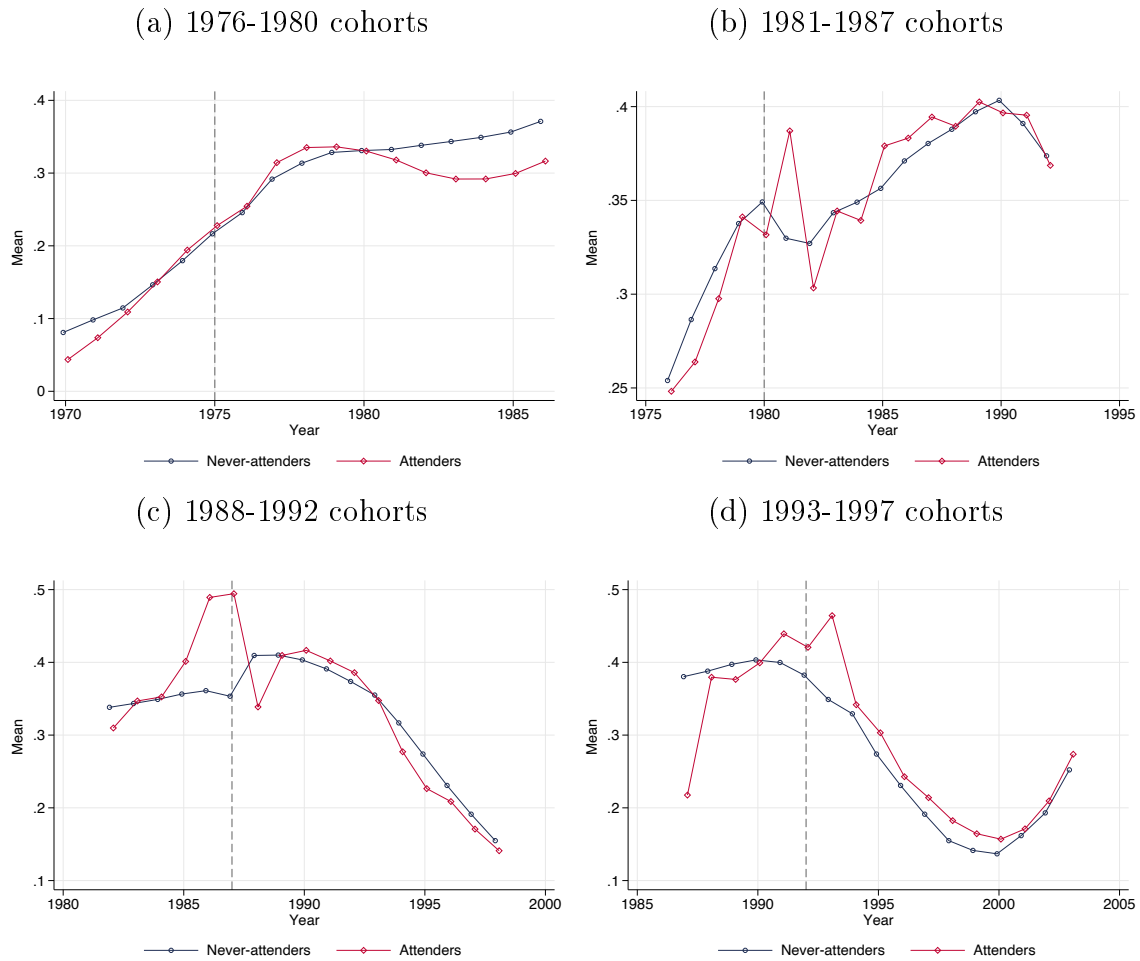 (a) 1976-1980 cohorts
.4
.3
.2
.1
0
Mean
1970
1975
1980
1985
Year
Never-attenders
Attenders
(b) 1981-1987 cohorts
.4
.35
.3
.25
Mean
1975
1980
1985
1990
1995
Year
Never-attenders
Attenders
(c) 1988-1992 cohorts
.5
.4
.3
.2
.1
Mean
1980
1985
1990
1995
2000
Year
Never-attenders
Attenders
(d) 1993-1997 cohorts
.5
.4
.3
.2
.1
Mean
1985
1990
1995
2000
2005
Year
Never-attenders
Attenders